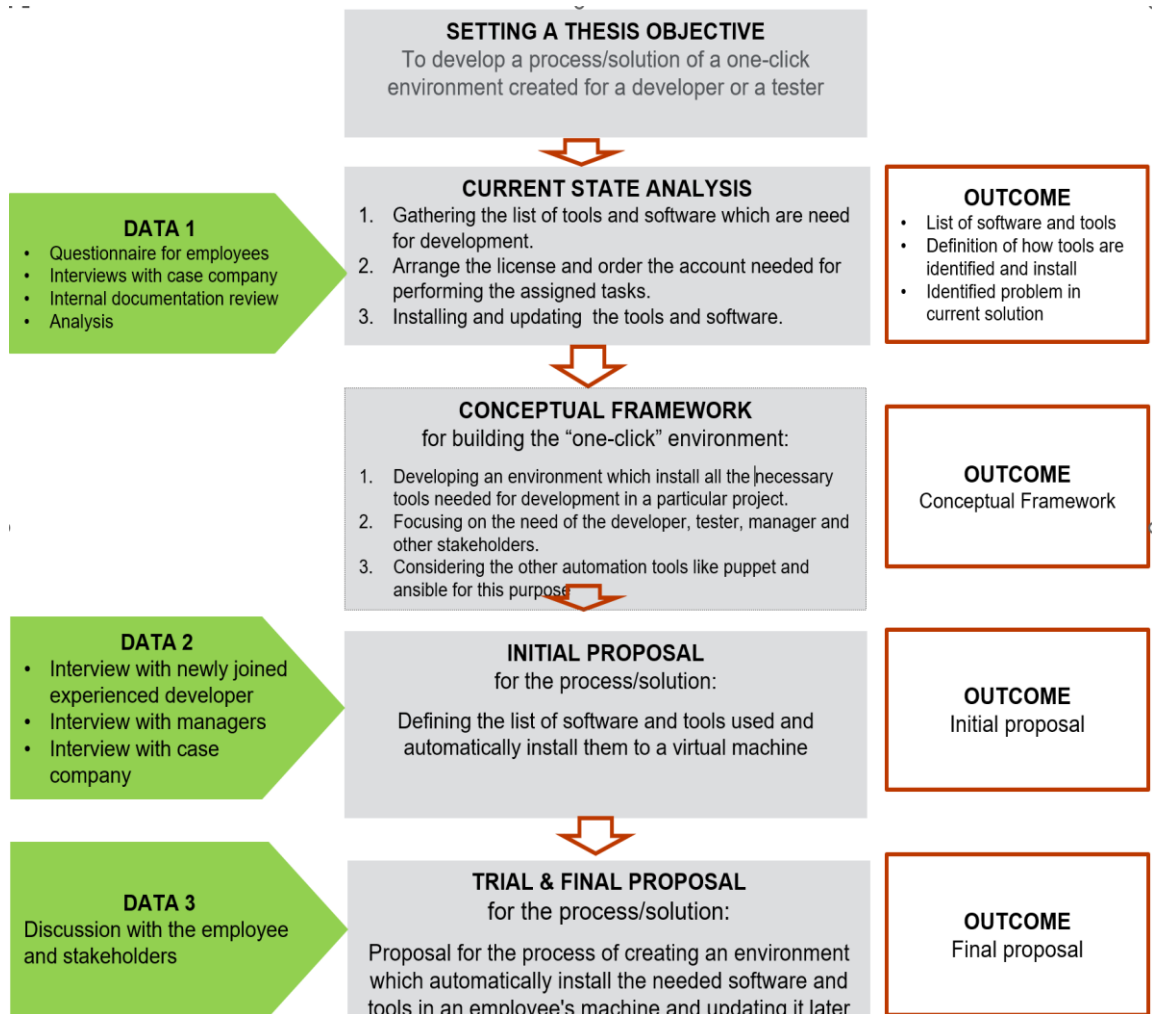 SETTING A THESIS OBJECTIVE
To develop a process/solution of a one-click
environment created for a developer or a tester
DATA 1
• Questionnaire for employees
• Interviews with case company
• Internal documentation review
• Analysis
CURRENT STATE ANALYSIS
1. Gathering the list of tools and software which are need
for development.
2. Arrange the license and order the account needed for
performing the assigned tasks.
3. Installing and updating the tools and software.
OUTCOME
• List of software and tools
• Definition of how tools are
identified and install
• Identified problem in
current solution
CONCEPTUAL FRAMEWORK
for building the “one-click” environment:
1. Developing an environment which install all the necessary
tools needed for development in a particular project.
2. Focusing on the need of the developer, tester, manager and
other stakeholders.
3. Considering the other automation tools like puppet and
ansible for this purpose
OUTCOME
Conceptual Framework
DATA 2
• Interview with newly joined
experienced developer
• Interview with managers
• Interview with case
company
INITIAL PROPOSAL
for the process/solution:
Defining the list of software and tools used and
automatically install them to a virtual machine
OUTCOME
Initial proposal
DATA 3
Discussion with the employee
and stakeholders
TRIAL & FINAL PROPOSAL
for the process/solution:
Proposal for the process of creating an environment
which automatically install the needed software and
tools in an employee's machine and updating it later
OUTCOME
Final proposal